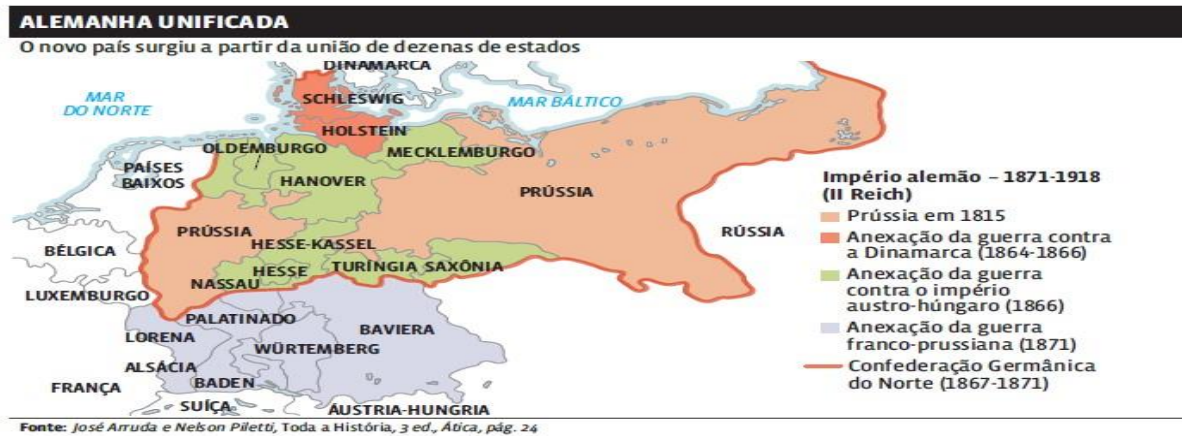 ALEMANHA UNIFICADA
O novo país surgiu a partir da união de dezenas de estados
DINAMARCA
MAR
DO NORTE
SCHLESWIG
MAR BÁLTICO
HOLSTEIN
OLDEMBURGO
MECKLEMBURGO
PAÍSES
BAIXOS
HANOVER
PRÚSSIA
PRÚSSIA
RÚSSIA
BÉLGICA
HESSE-KASSEL
HESSE
TURÍNGIA
SAXÔNIA
NASSAU
LUXEMBURGO
PALATINADO
LORENA
BAVIERA
WÜRTEMBERG
ALSÁCIA
BADEN
FRANÇA
SUÍÇA
ÁUSTRIA-HUNGRIA
Império alemão – 1871-1918
(II Reich)
Prússia em 1815
Anexação da guerra contra
a Dinamarca (1864-1866)
Anexação da guerra
contra o império
austro-húngaro (1866)
Anexação da guerra
franco-prussiana (1871)
Confederação Germânica
do Norte (1867-1871)
Fonte: José Arruda e Nelson Piletti, Toda a História, 3 ed., Ática, pág. 24